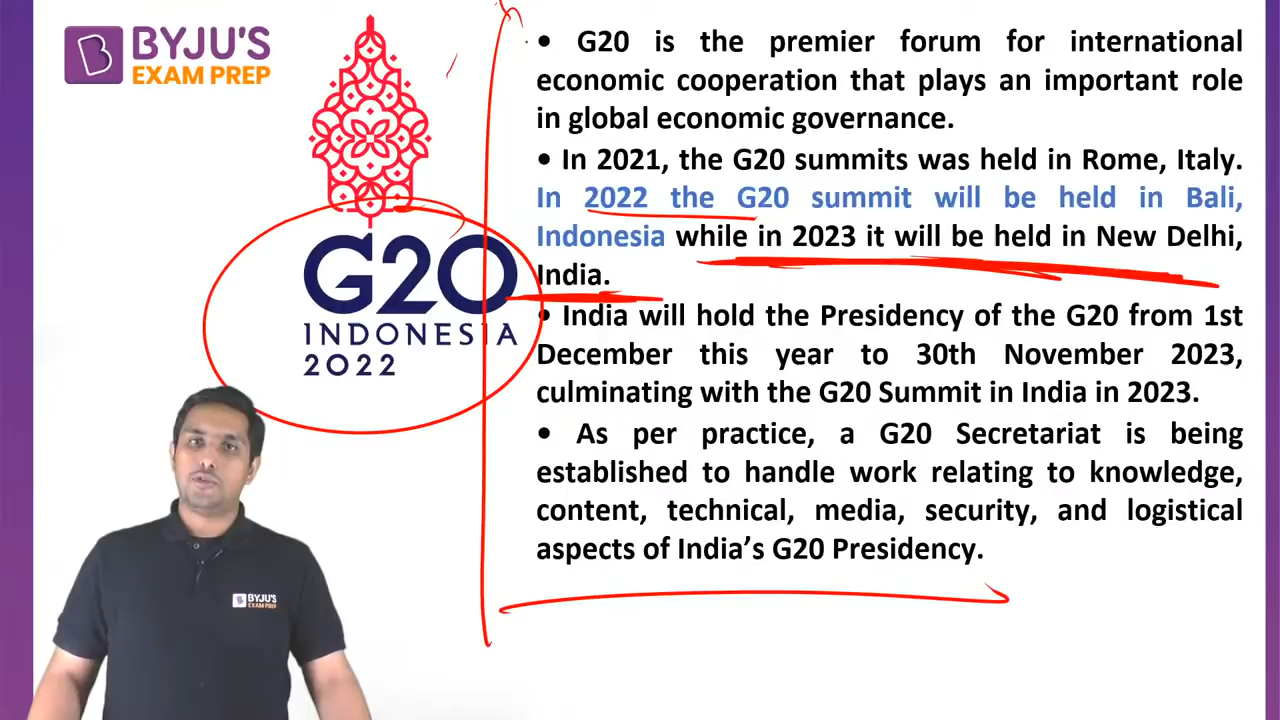 BYJU'S
EXAM PREP
G20
INDONESIA
2022
• G20 is the premier forum for international
economic cooperation that plays an important role
in global economic governance.
• In 2021, the G20 summits was held in Rome, Italy.
In 2022 the G20 summit will be held in Bali,
Indonesia while in 2023 it will be held in New Delhi,
India.
• India will hold the Presidency of the G20 from 1st
December this year to 30th November 2023,
culminating with the G20 Summit in India in 2023.
• As per practice, a G20 Secretariat is being
established to handle work relating to knowledge,
content, technical, media, security, and logistical
aspects of India’s G20 Presidency.
BYJU'S
EXAM PREP